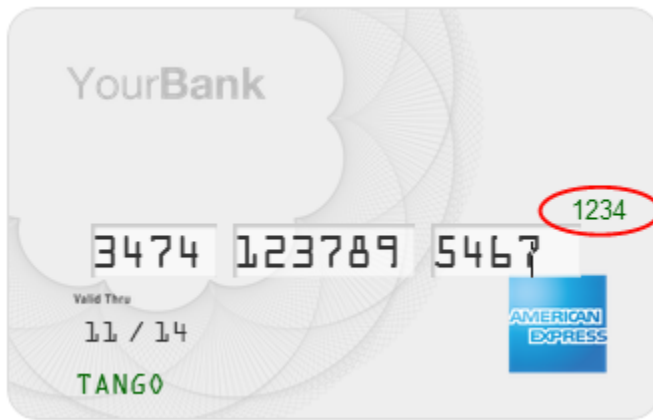 YourBank
1234
3474 123789 5467
Valid Thru
11 / 14
AMERICAN
EXPRESS
TANGO